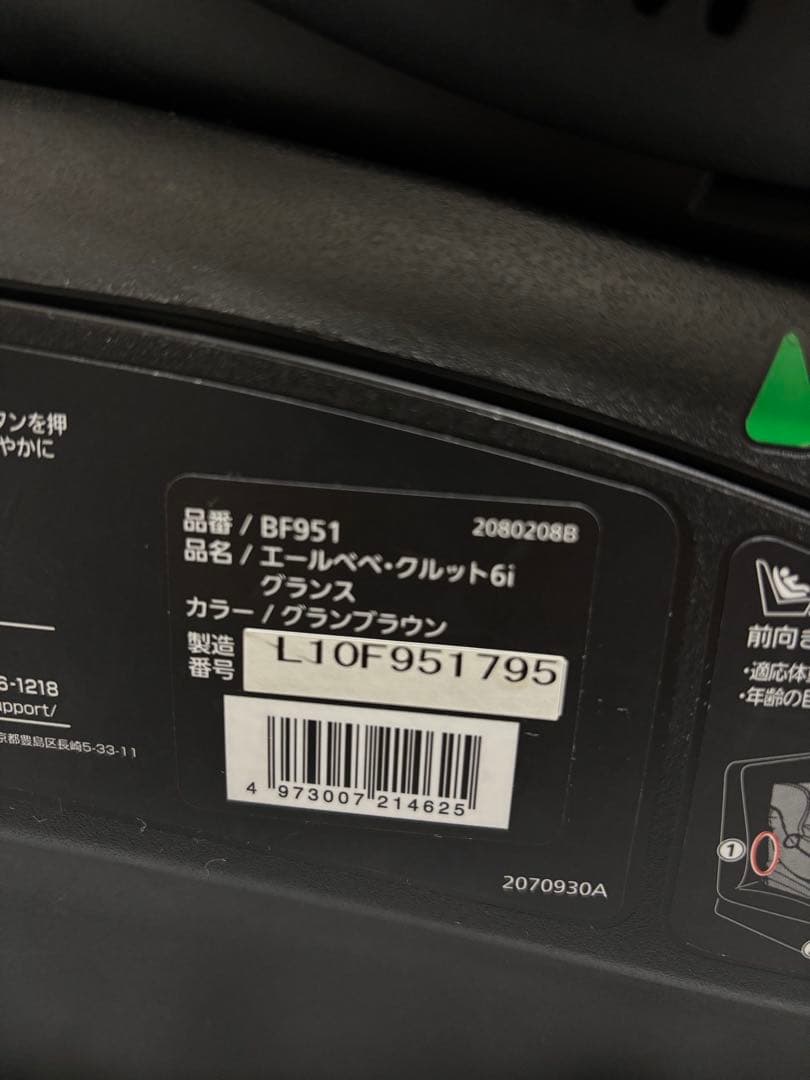 タンを押
やかに
品番 / BF951
2080208B
品名 / エールベベ・クルット6i
グランス
カラー / グランブラウン
製造
番号
L10F951795
4 973007 214625
2070930A
6-1218
pport/
京都豊島区長崎5-33-11
前向き
・適応体
・年齢の目
1